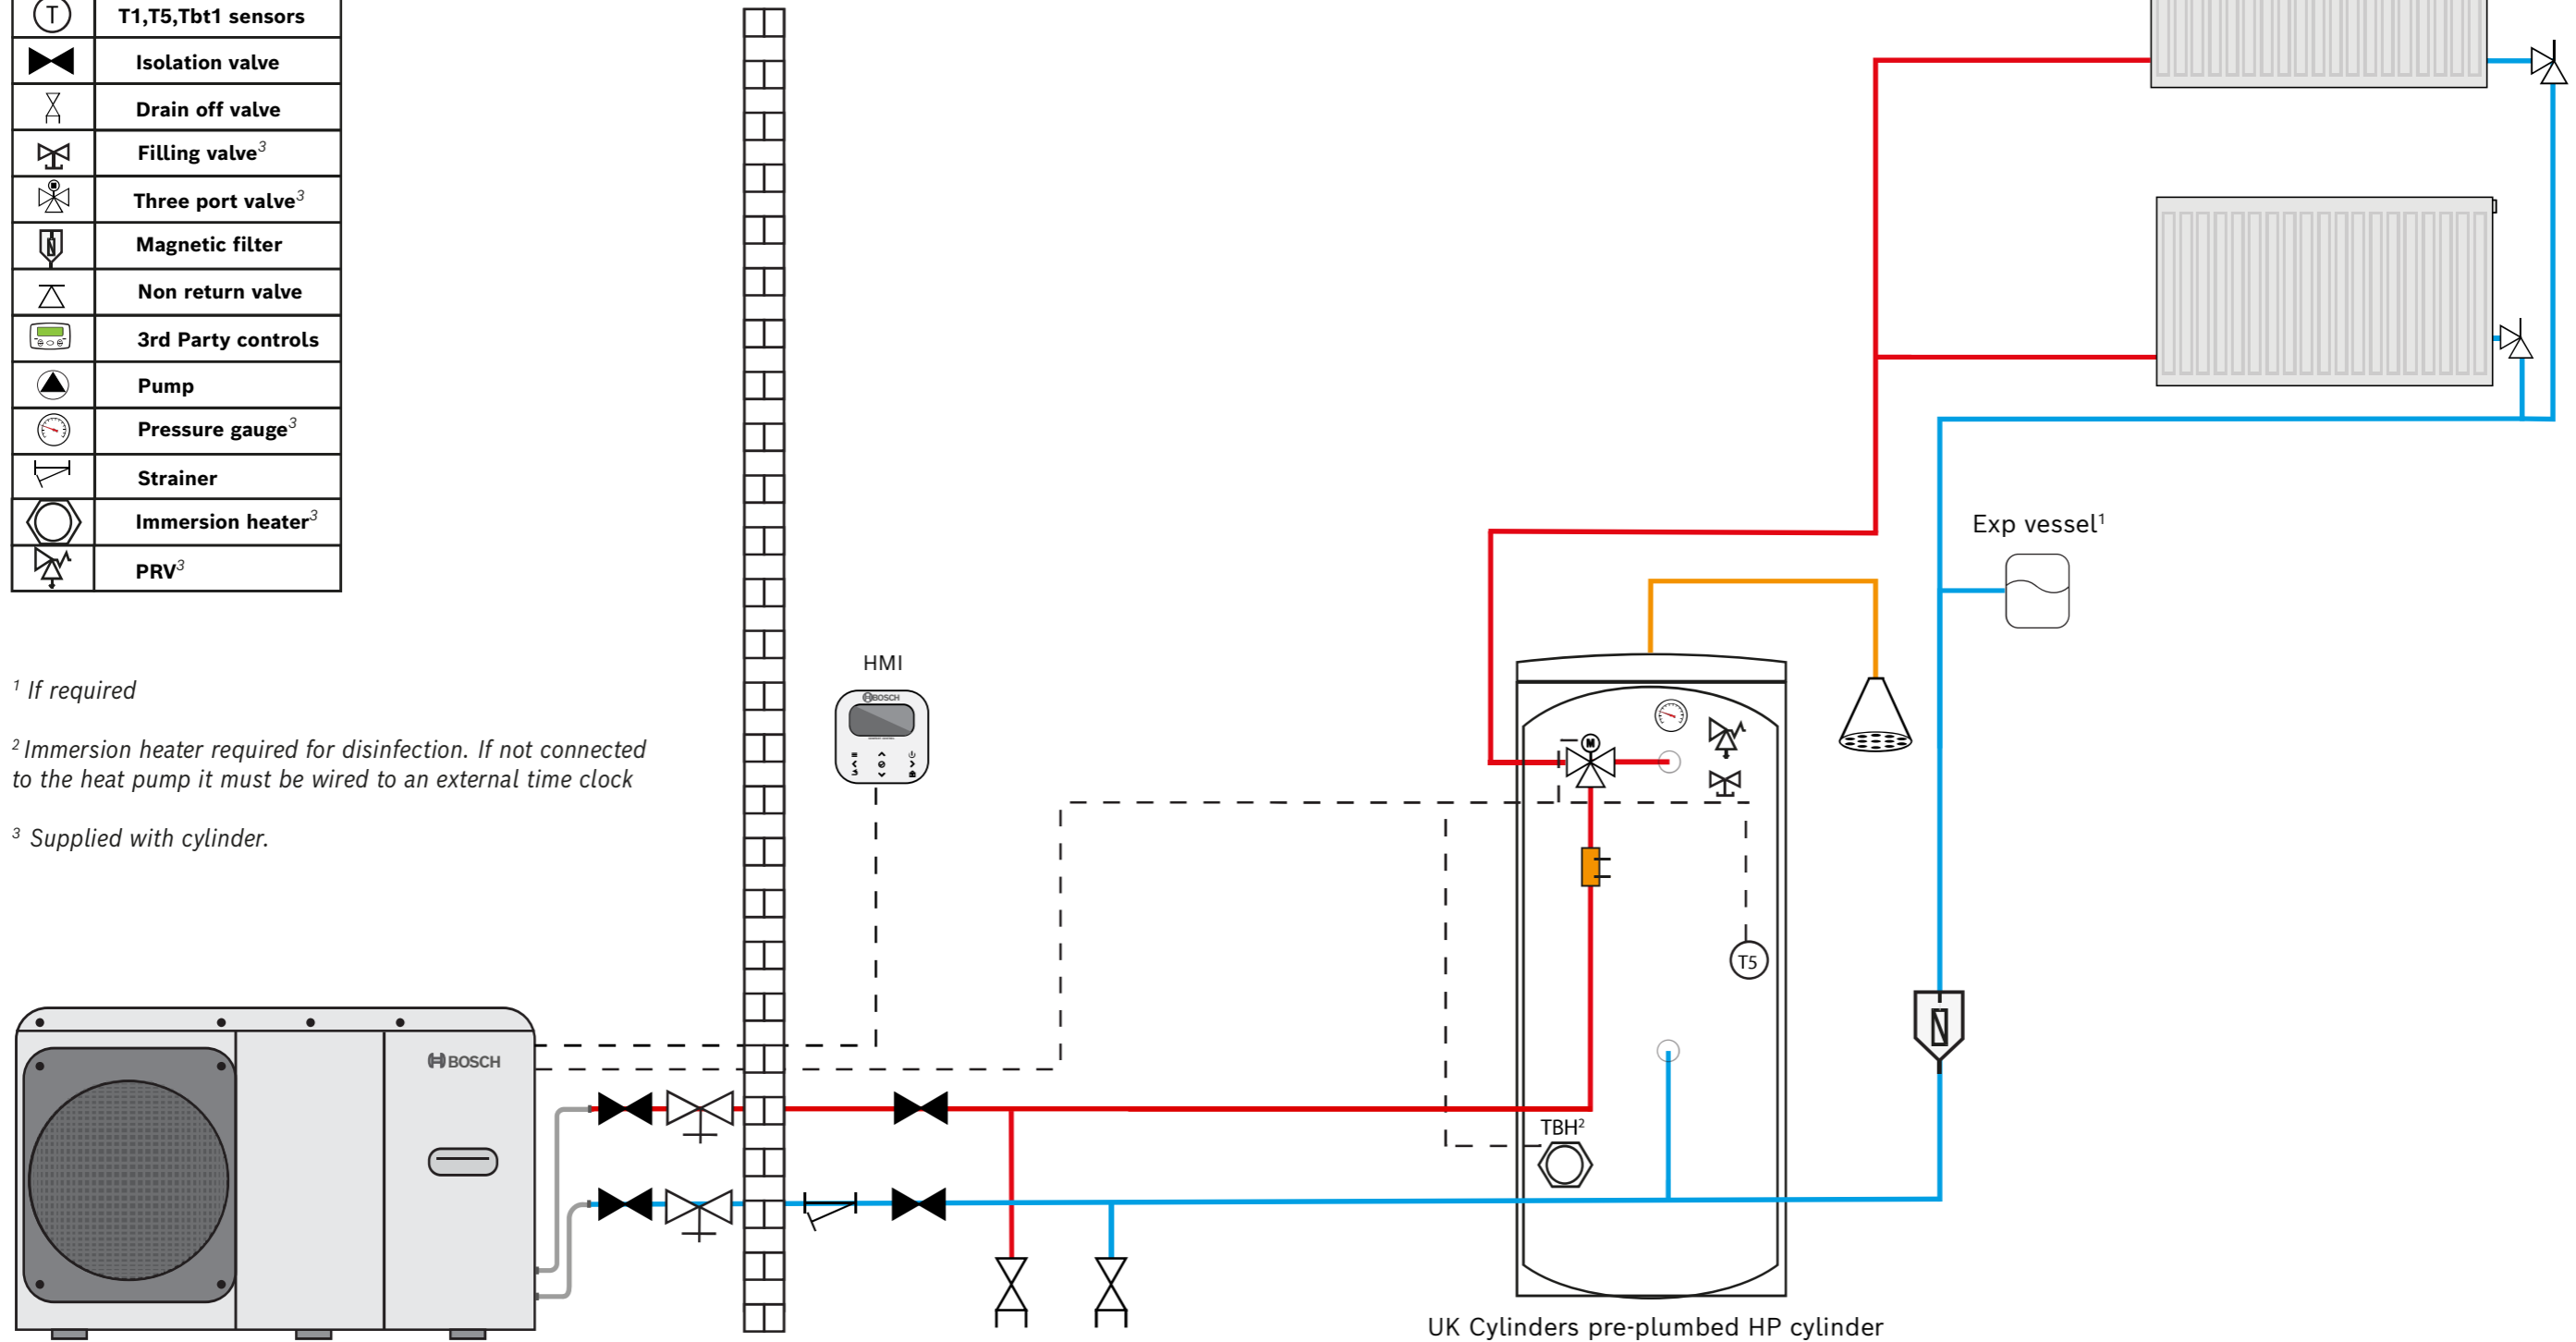 T
T1,T5,Tbt1 sensors
Isolation valve
Drain off valve
Filling valve³
Three port valve³
Magnetic filter
Non return valve
3rd Party controls
Pump
Pressure gauge³
Strainer
Immersion heater³
PRV³
¹ If required
² Immersion heater required for disinfection. If not connected
to the heat pump it must be wired to an external time clock
³ Supplied with cylinder.
HMI
BOSCH
BOSCH
Exp vessel¹
M
T5
TBH²
UK Cylinders pre-plumbed HP cylinder